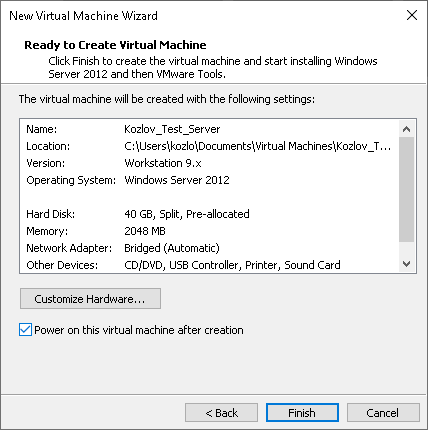 New Virtual Machine Wizard
Ready to Create Virtual Machine
Click Finish to create the virtual machine and start installing Windows
Server 2012 and then VMware Tools.
The virtual machine will be created with the following settings:
Name: Kozlov_Test_Server
Location: C:\Users\kozlo\Documents\Virtual Machines\Kozlov_T...
Version: Workstation 9.x
Operating System: Windows Server 2012
Hard Disk: 40 GB, Split, Pre-allocated
Memory: 2048 MB
Network Adapter: Bridged (Automatic)
Other Devices: CD/DVD, USB Controller, Printer, Sound Card
Customize Hardware...
Power on this virtual machine after creation
< Back Finish Cancel